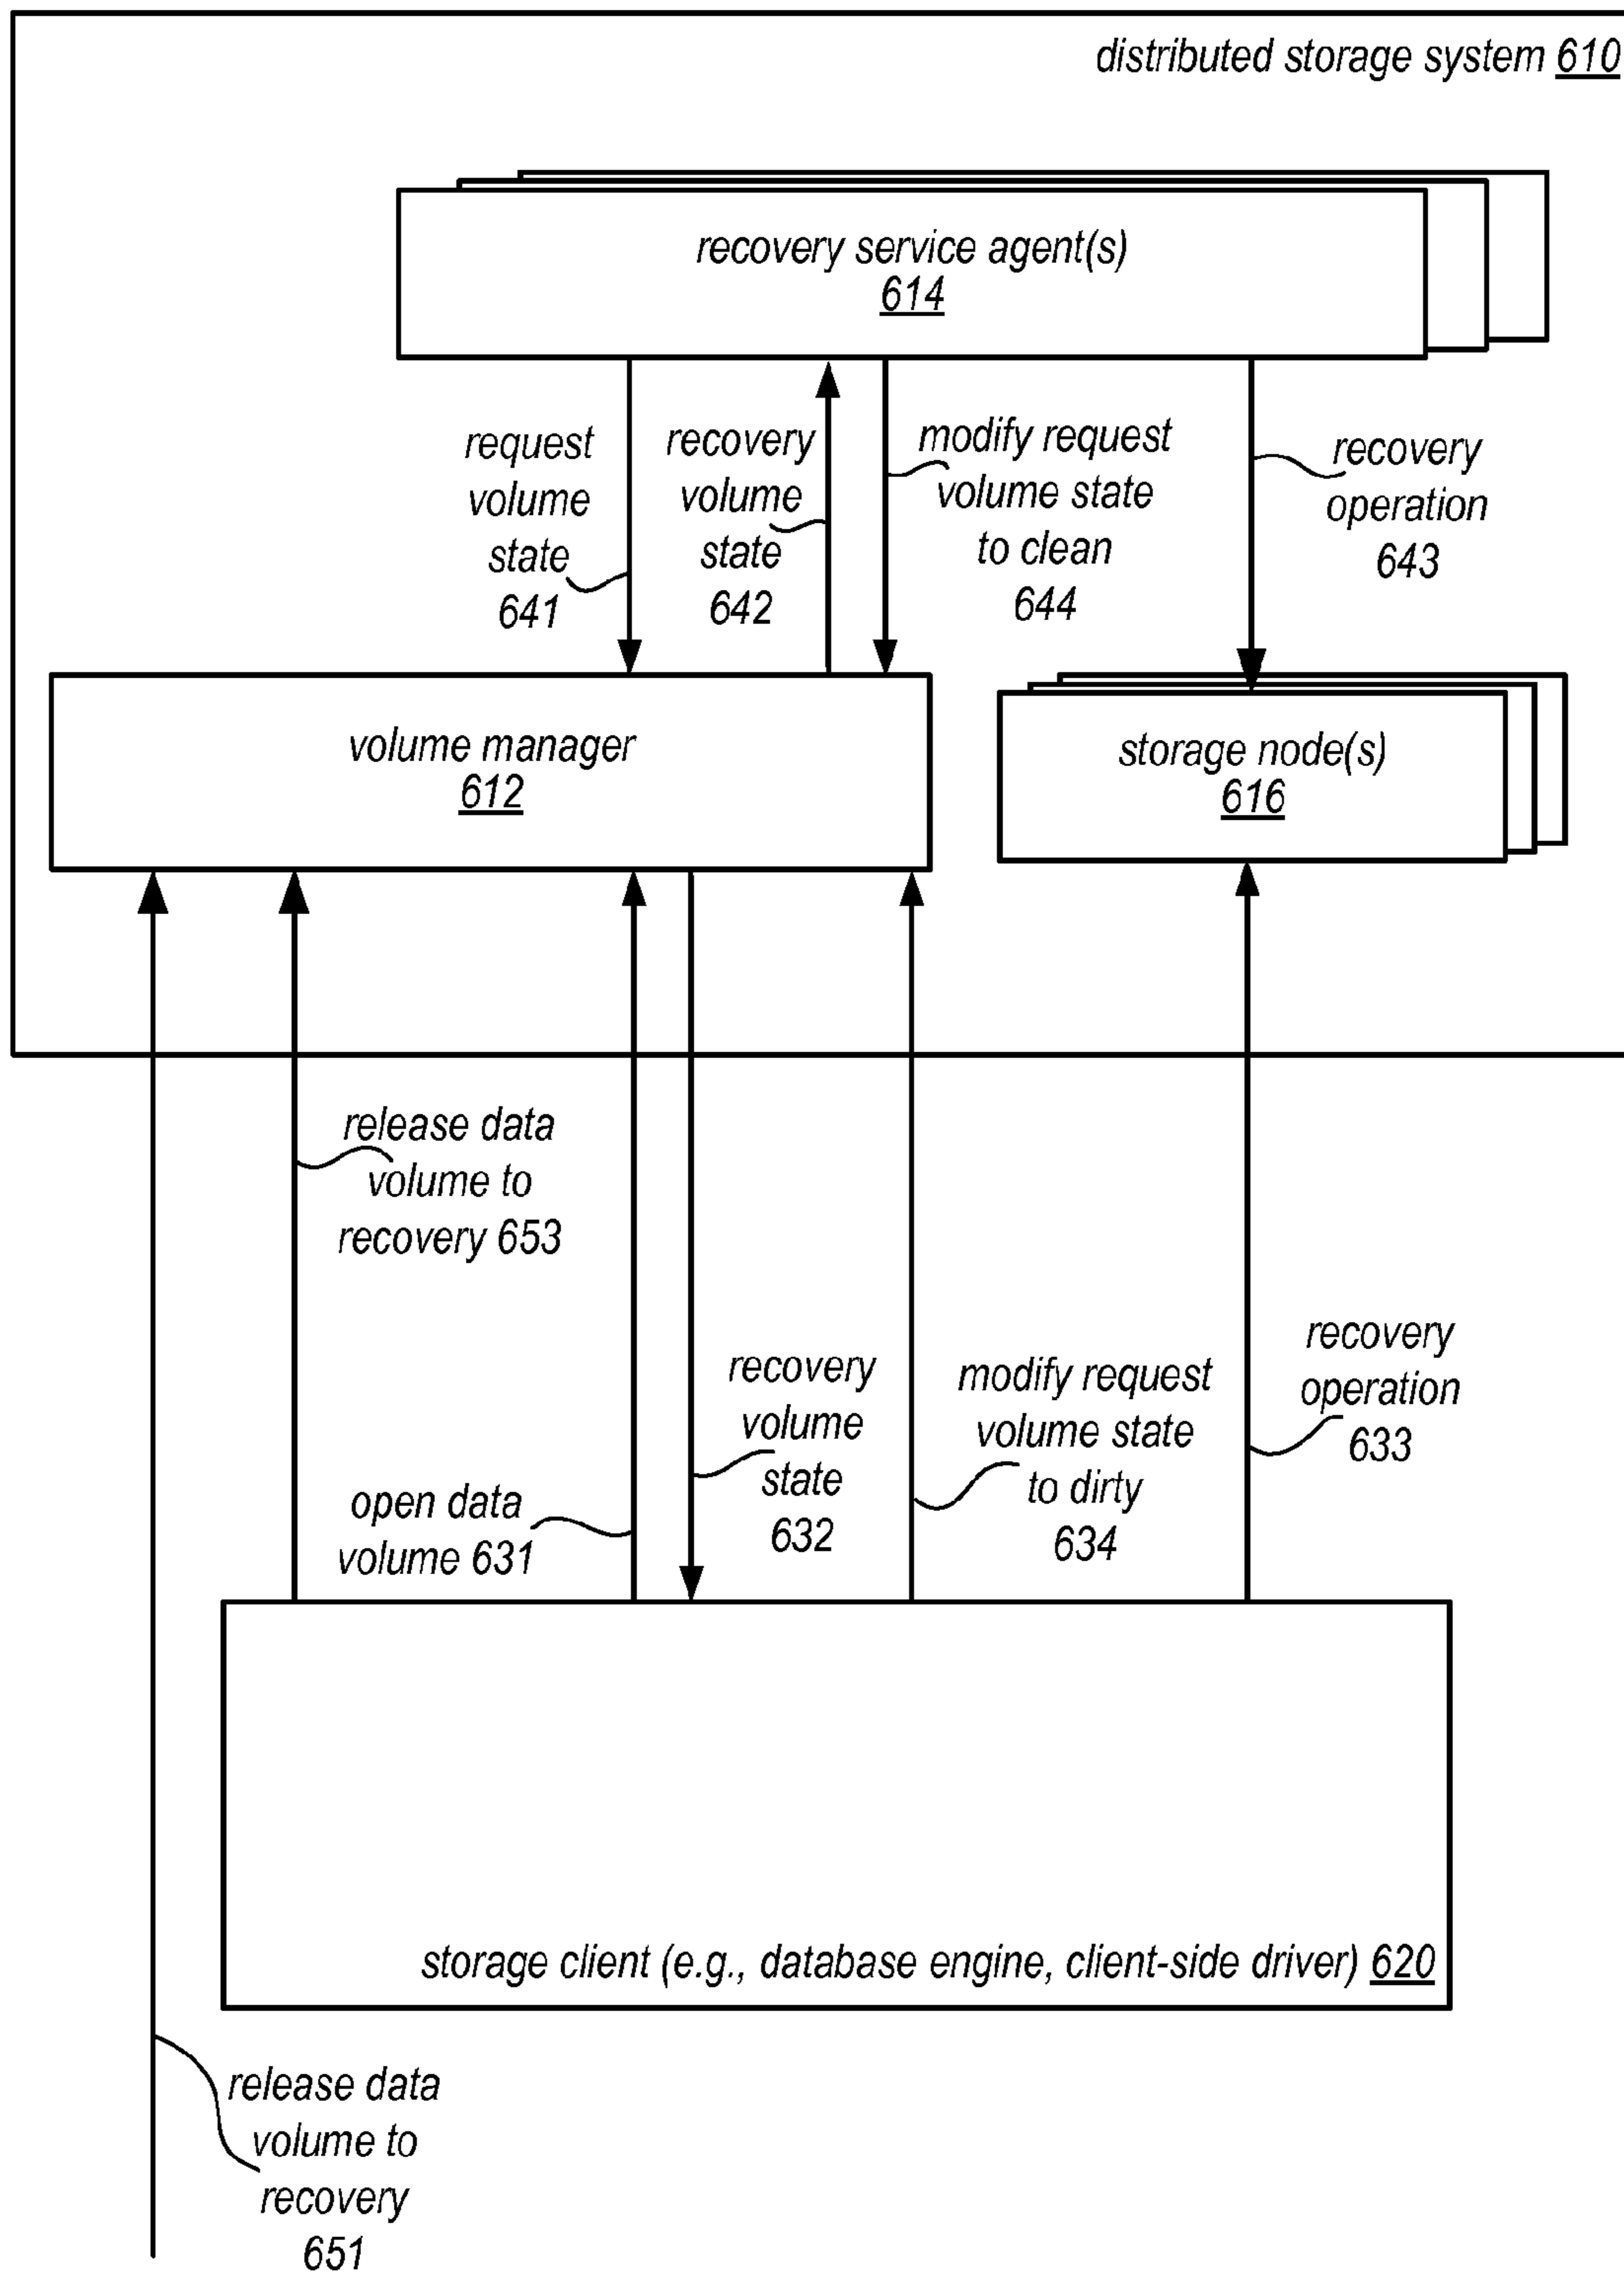 distributed storage system 610
recovery service agent(s)
614
request
volume
state
641
recovery
volume
state
642
modify request
volume state
to clean
644
recovery
operation
643
volume manager
612
storage node(s)
616
release data
volume to
recovery 653
open data
volume 631
recovery
volume
state
632
modify request
volume state
to dirty
634
recovery
operation
633
storage client (e.g., database engine, client-side driver) 620
release data
volume to
recovery
651